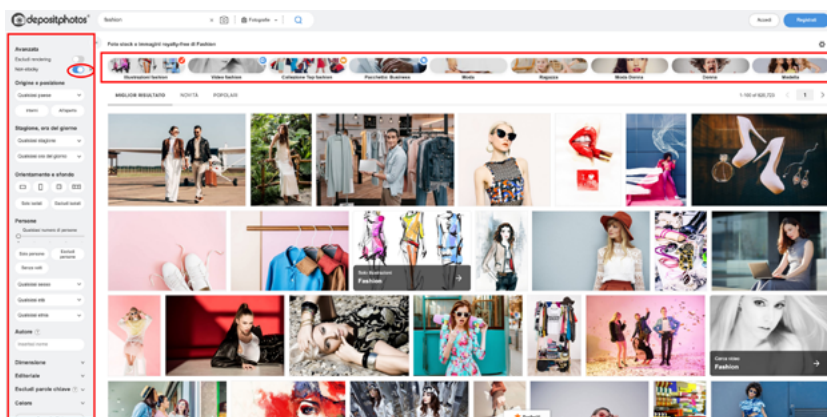 depositphotos
fashion
Fotografie
Accedi
Registrati
Avanzata
Escludi rendering
Non-stocky
Origine e posizione
Qualsiasi paese
Interni
All'aperto
Stagione, ora del giorno
Qualsiasi stagione
Qualsiasi ora del giorno
Orientamento e sfondo
Solo isolati
Escludi isolati
Persone
Qualsiasi numero di persone
Solo persone
Escludi persone
Senza volti
Qualsiasi sesso
Qualsiasi età
Qualsiasi etnia
Autore
Inserisci nome
Dimensione
Editoriale
Escludi parole chiave
Colore
Foto stock e immagini royalty-free di Fashion
Illustrazioni fashion
Video fashion
Collezione Top fashion
Pacchetto Business
Moda
Ragazza
Moda Donna
Donna
Modella
MIGLIOR RISULTATO
NOVITÀ
POPOLARI
1
Solo illustrazioni
Fashion
Cerca video
Fashion